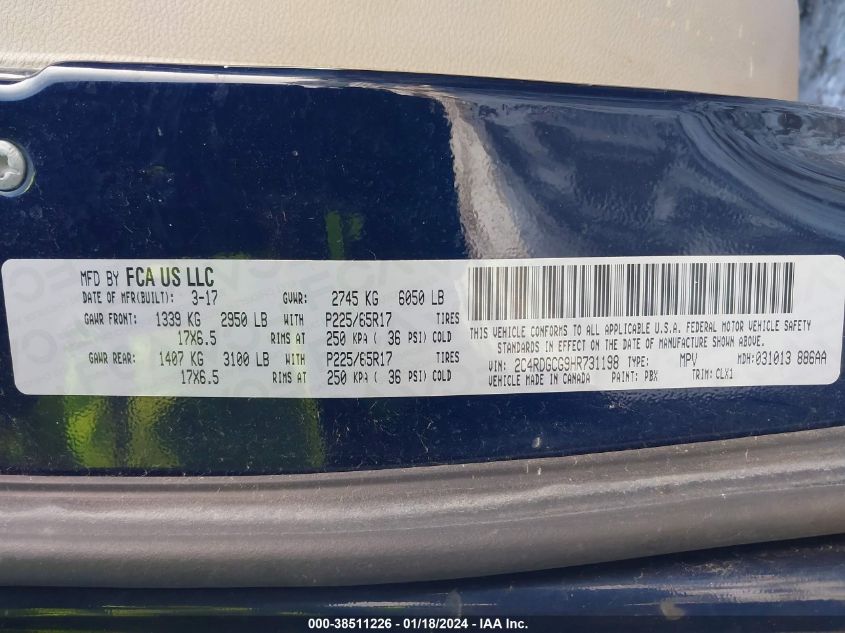 MFD BY FCA US LLC
DATE OF MFR(BUILT): 3-17 GVWR: 2745 KG 6050 LB
GAWR FRONT: 1339 KG 2950 LB WITH P225/65R17 TIRES
17X6.5 RIMS AT 250 KPA ( 36 PSI) COLD
GAWR REAR: 1407 KG 3100 LB WITH P225/65R17 TIRES
17X6.5 RIMS AT 250 KPA ( 36 PSI) COLD
THIS VEHICLE CONFORMS TO ALL APPLICABLE U.S.A. FEDERAL MOTOR VEHICLE SAFETY
STANDARDS IN EFFECT ON THE DATE OF MANUFACTURE SHOWN ABOVE.
VIN: 2C4RDGCG9HR731198 TYPE: MPV MDH:031013 886AA
VEHICLE MADE IN CANADA PAINT: PBX TRIM: CLX1
000-38511226 - 01/18/2024 - IAA Inc.